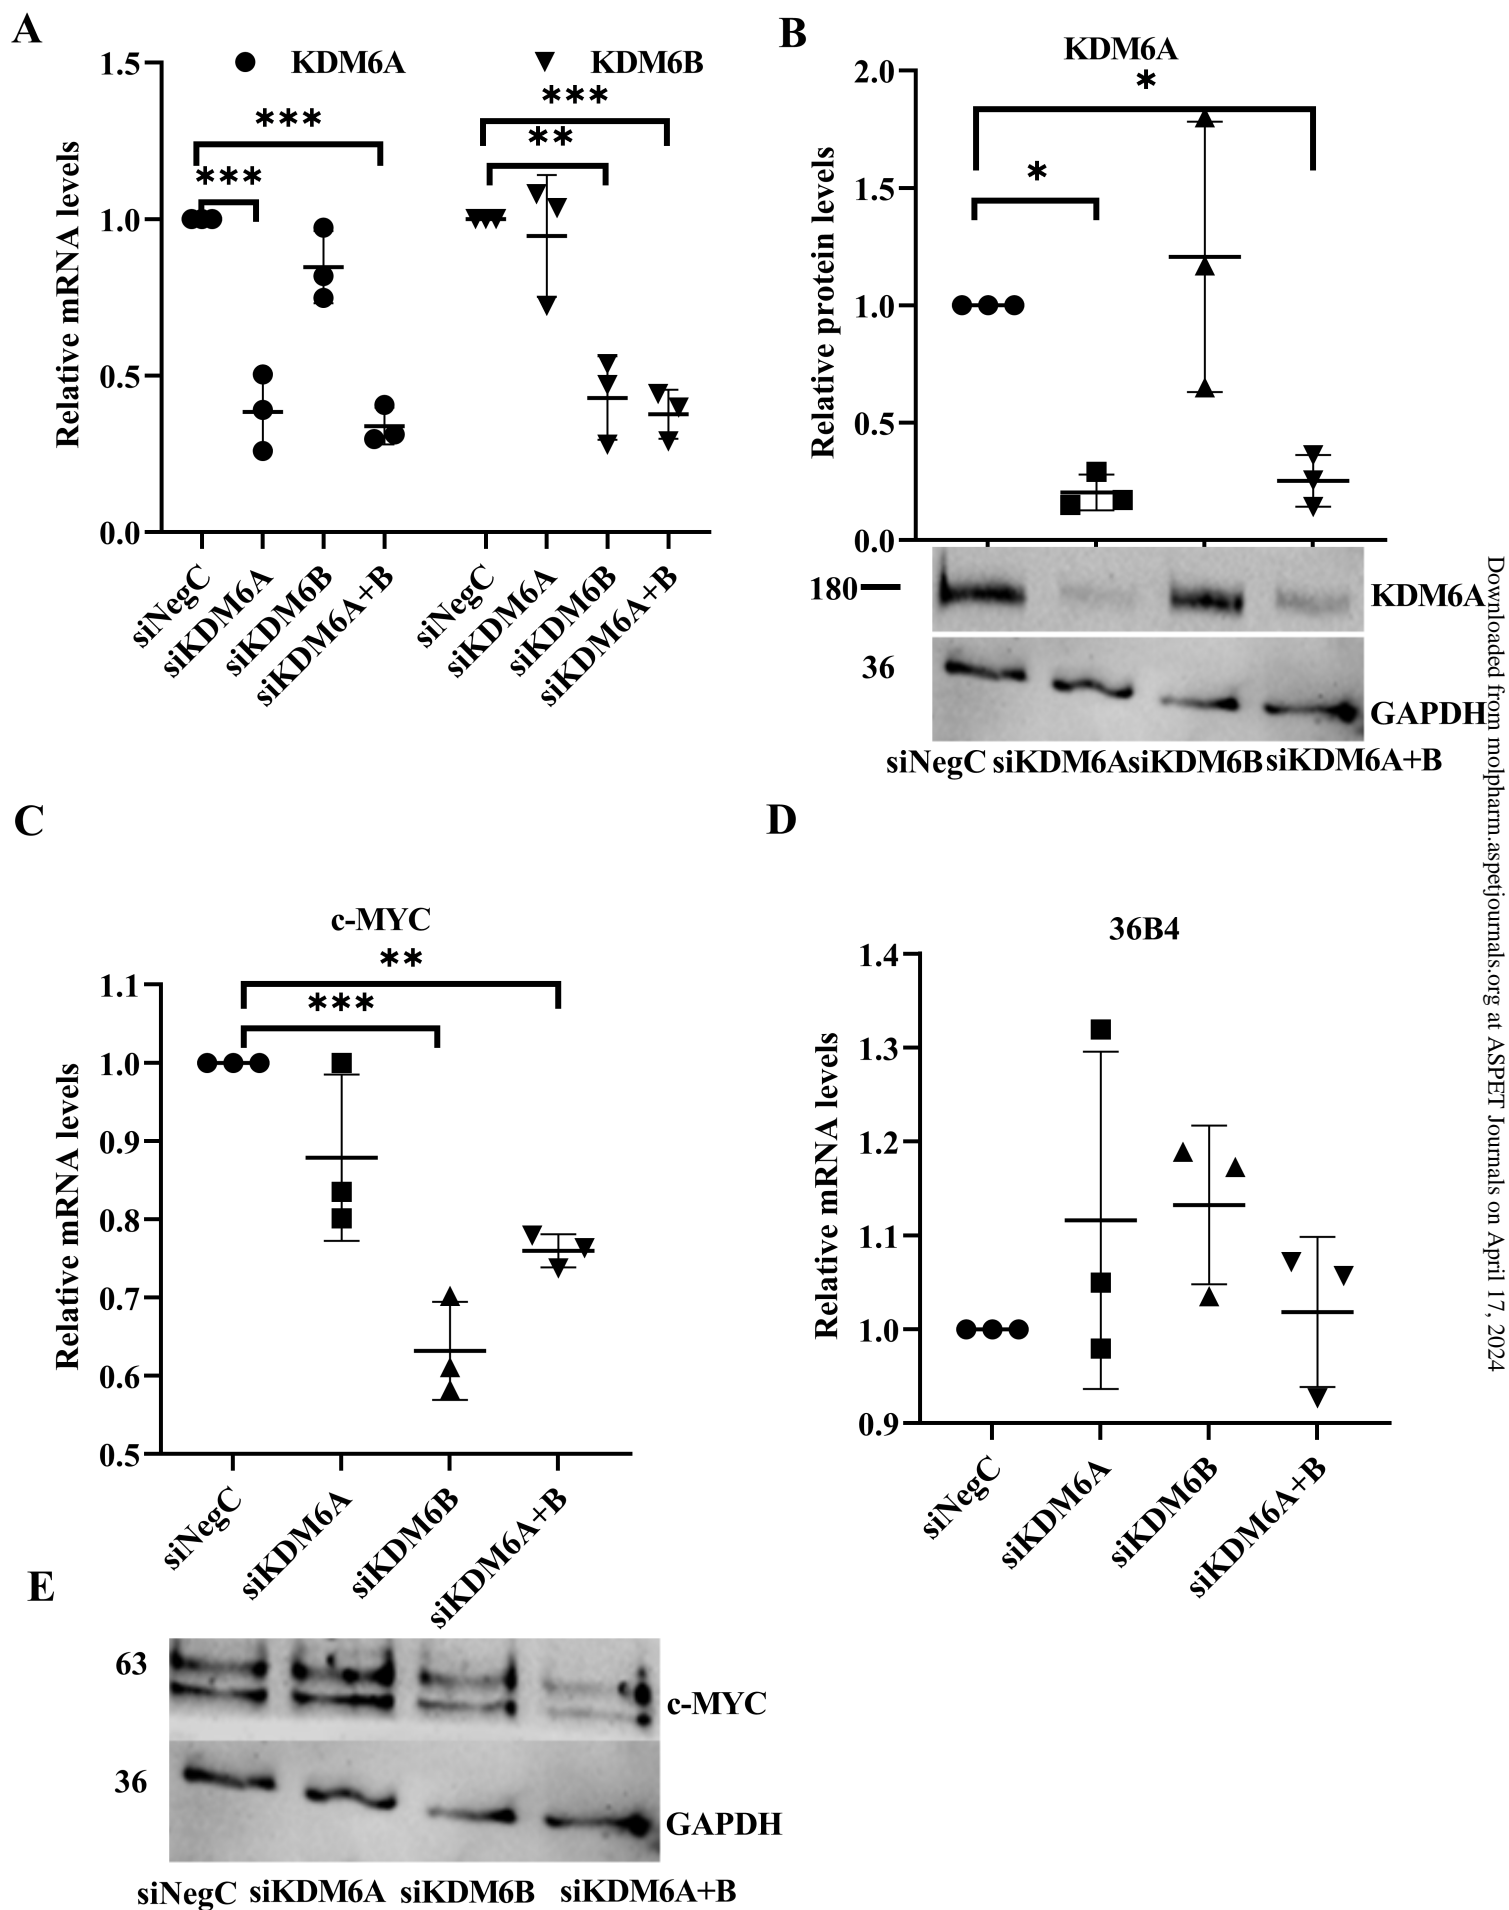 A
KDM6A
KDM6B
***
***
***
**
1.5
1.0
0.5
0.0
Relative mRNA levels
siNegC
siKDM6A
siKDM6B
siKDM6A+B
siNegC
siKDM6A
siKDM6B
siKDM6A+B
B
KDM6A
*
*
2.0
1.5
1.0
0.5
0.0
Relative protein levels
180
KDM6A
36
GAPDH
siNegC siKDM6A siKDM6B siKDM6A+B
C
c-MYC
**
***
1.1
1.0
0.9
0.8
0.7
0.6
0.5
Relative mRNA levels
siNegC
siKDM6A
siKDM6B
siKDM6A+B
D
36B4
1.4
1.3
1.2
1.1
1.0
0.9
Relative mRNA levels
siNegC
siKDM6A
siKDM6B
siKDM6A+B
E
63
c-MYC
36
GAPDH
siNegC siKDM6A siKDM6B siKDM6A+B
Downloaded from molpharm.aspetjournals.org at ASPET Journals on April 17, 2024